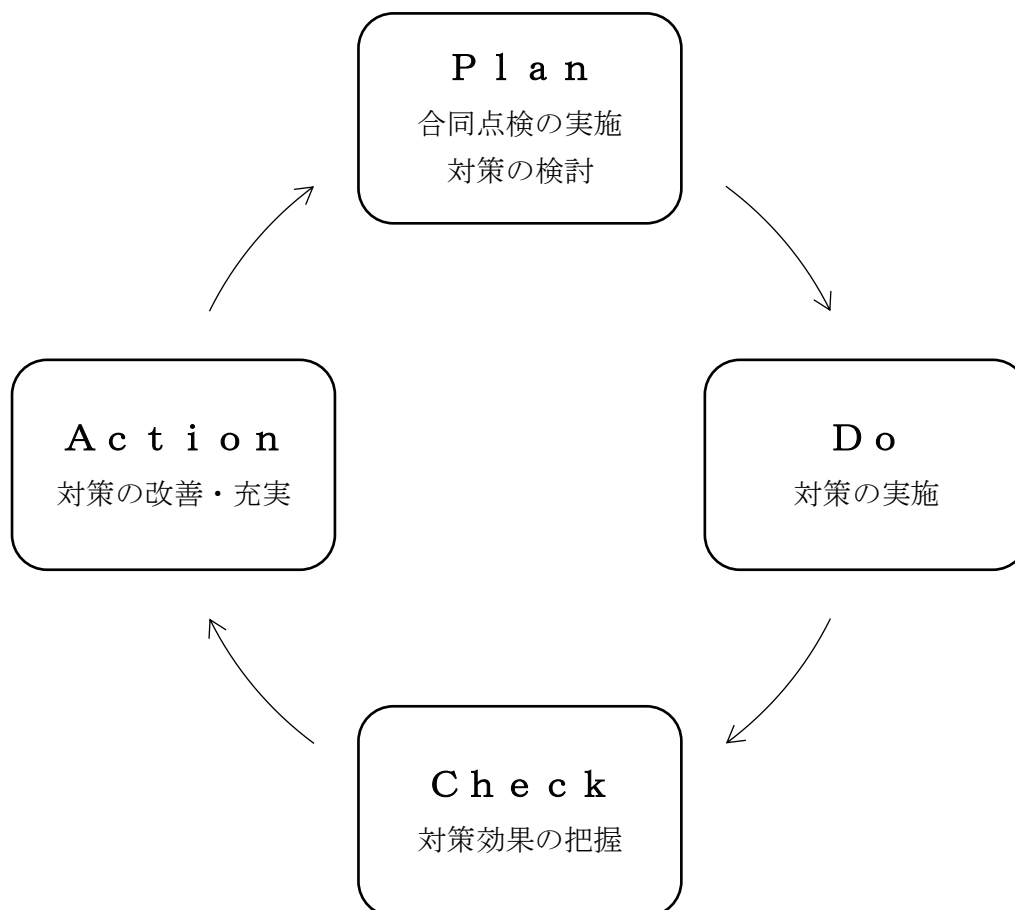 Ｐｌａｎ
合同点検の実施
対策の検討
Ｄｏ
対策の実施
Ｃｈｅｃｋ
対策効果の把握
Ａｃｔｉｏｎ
対策の改善・充実